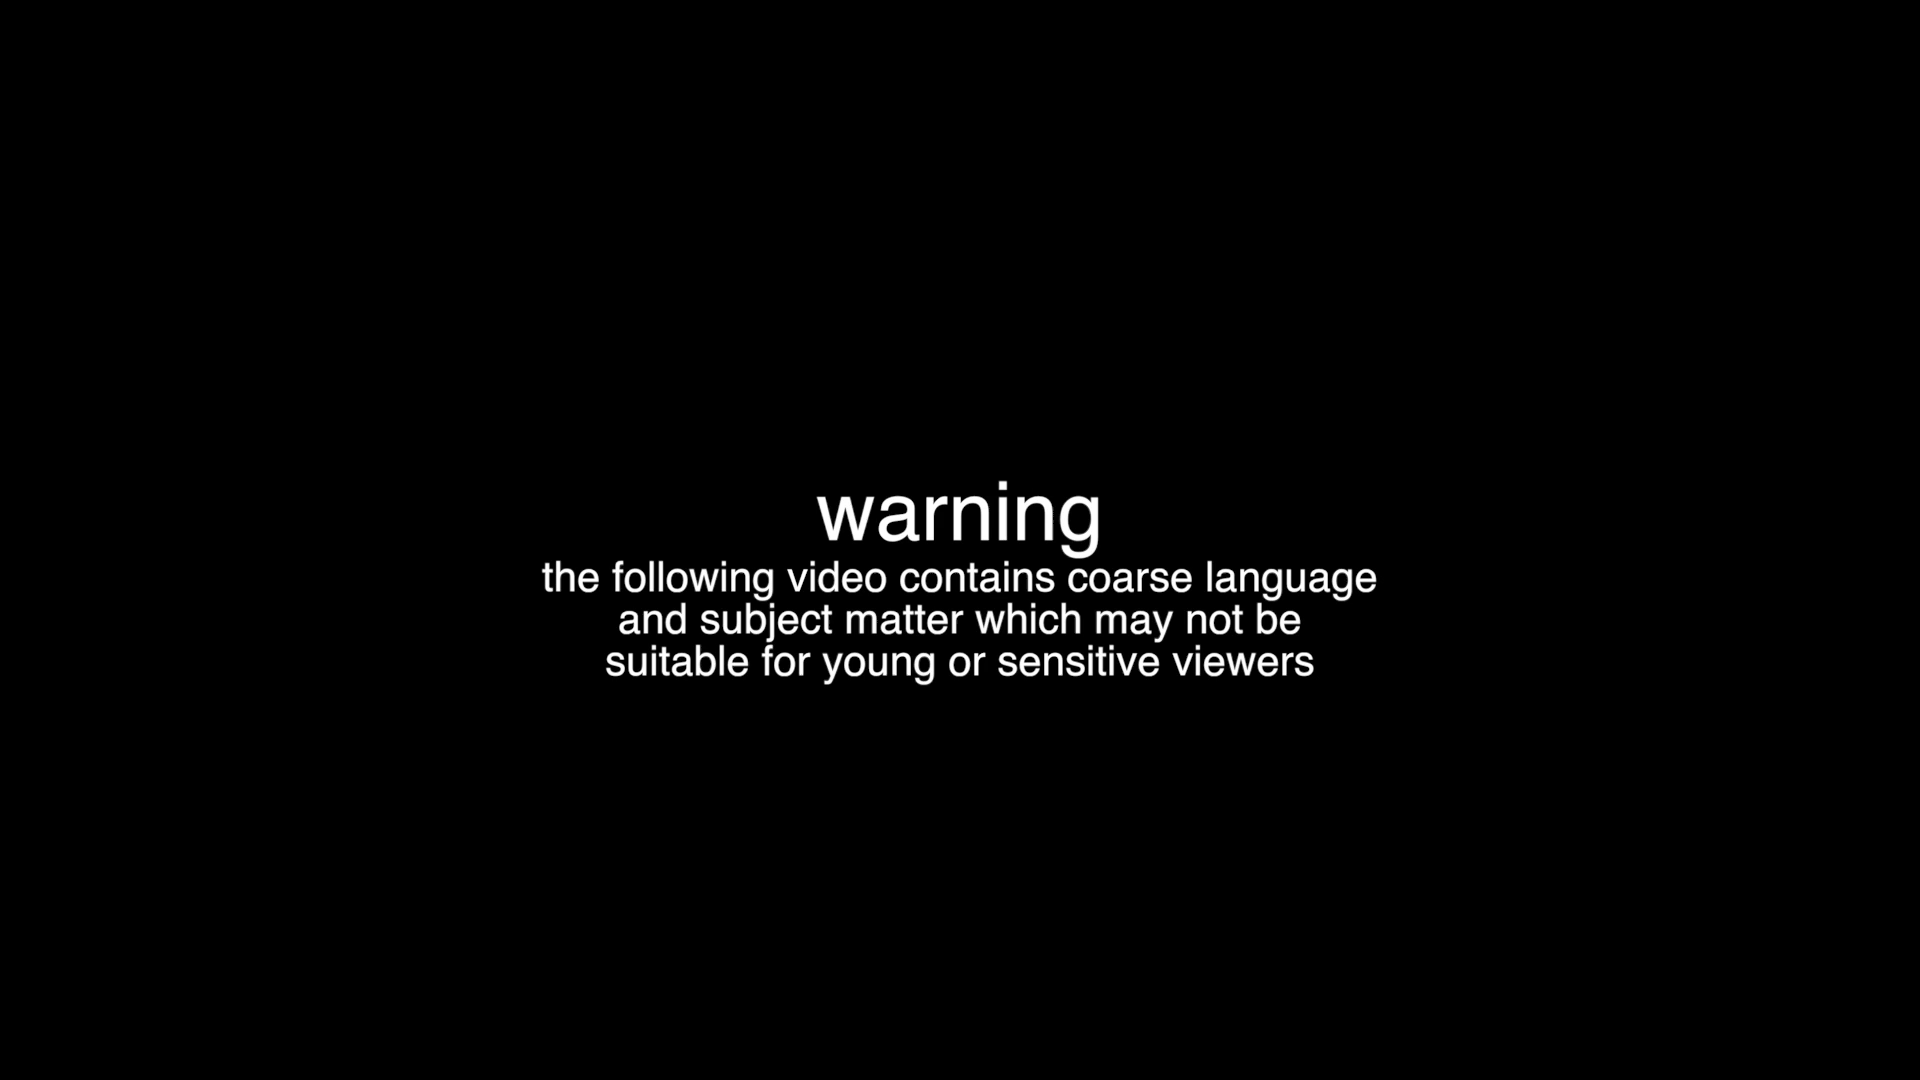 warning
the following video contains coarse language
and subject matter which may not be
suitable for young or sensitive viewers